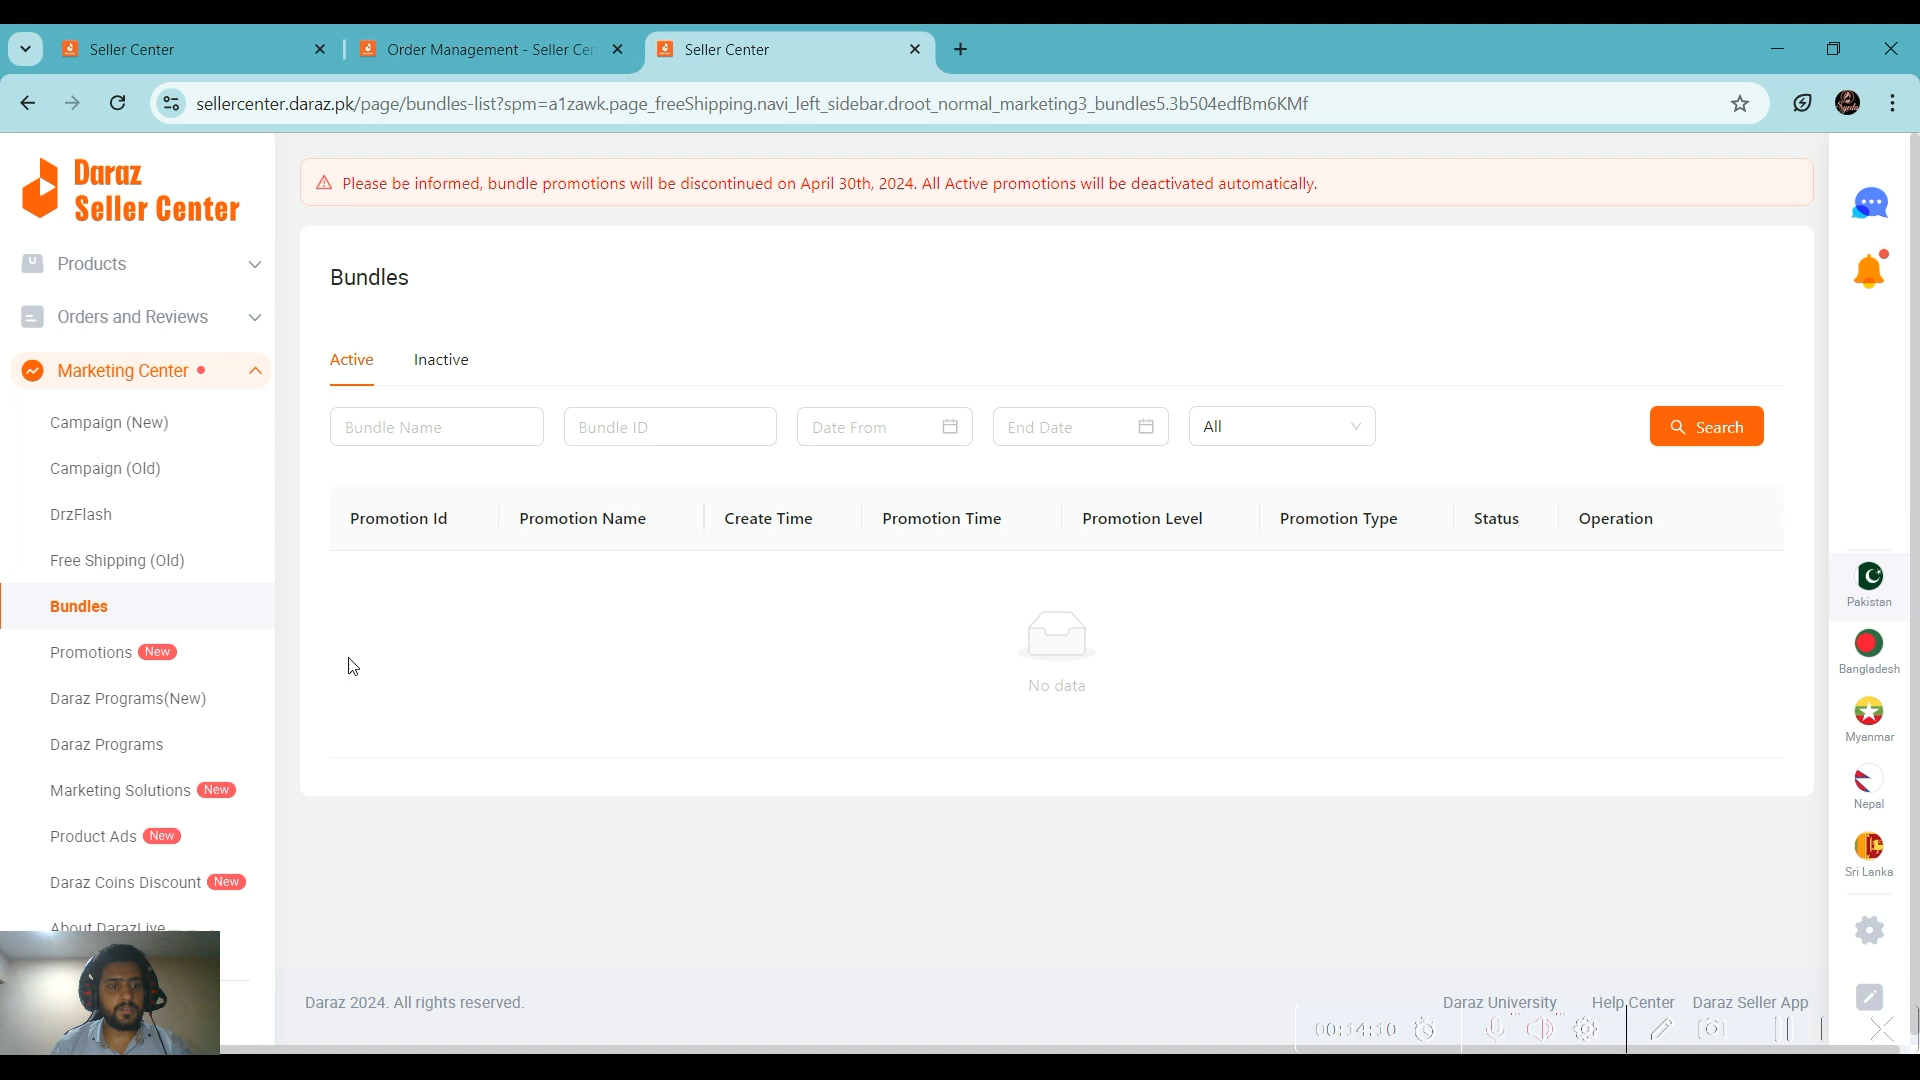 Seller Center
Order Management - Seller Cen
Seller Center
sellercenter.daraz.pk/page/bundles-list?spm=a1zawk.page_freeShipping.navi_left_sidebar.droot_normal_marketing3_bundles5.3b504edfBm6KMf
Daraz
Seller Center
Products
Orders and Reviews
Marketing Center
Campaign (New)
Campaign (Old)
DrzFlash
Free Shipping (Old)
Bundles
Promotions New
Daraz Programs(New)
Daraz Programs
Marketing Solutions New
Product Ads New
Daraz Coins Discount New
About DarazLive
Please be informed, bundle promotions will be discontinued on April 30th, 2024. All Active promotions will be deactivated automatically.
Bundles
Active Inactive
Bundle Name Bundle ID Date From End Date All Search
Promotion Id Promotion Name Create Time Promotion Time Promotion Level Promotion Type Status Operation
No data
Daraz 2024. All rights reserved.
Daraz University Help Center Daraz Seller App
00:14:10
Pakistan
Bangladesh
Myanmar
Nepal
Sri Lanka